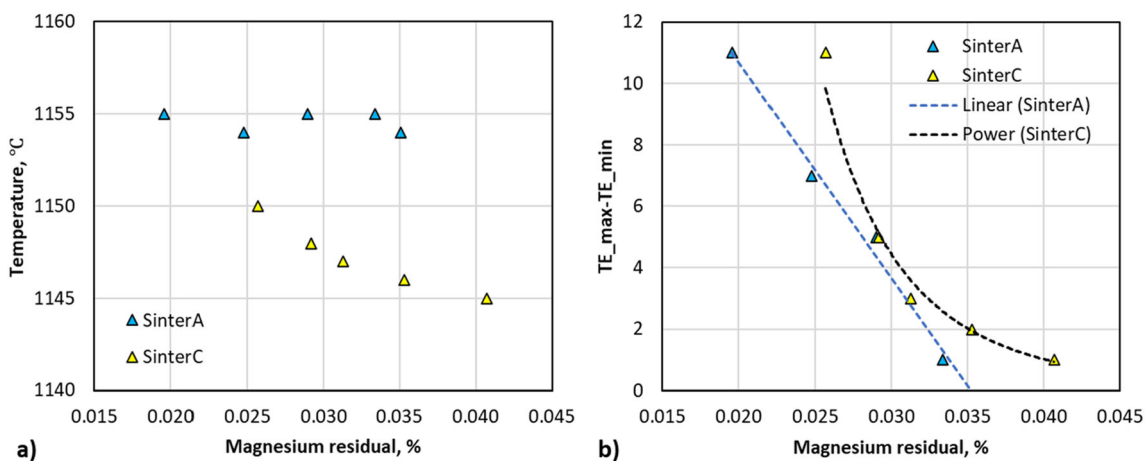 1160
1155
1150
1145
1140
Temperature, °C
SinterA
SinterC
0.015 0.020 0.025 0.030 0.035 0.040 0.045
Magnesium residual, %
a)
12
10
8
6
4
2
0
TE_max-TE_min
SinterA
SinterC
Linear (SinterA)
Power (SinterC)
0.015 0.020 0.025 0.030 0.035 0.040 0.045
Magnesium residual, %
b)